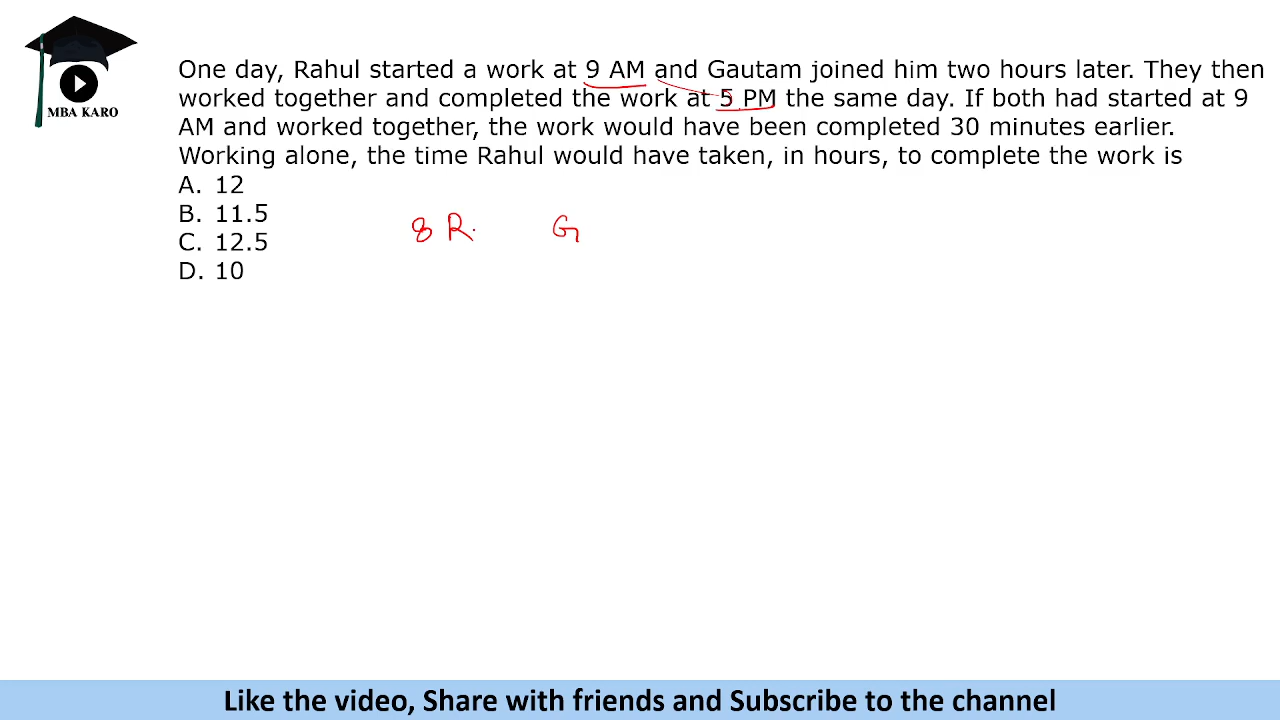 MBA KARO
One day, Rahul started a work at 9 AM and Gautam joined him two hours later. They then
worked together and completed the work at 5 PM the same day. If both had started at 9
AM and worked together, the work would have been completed 30 minutes earlier.
Working alone, the time Rahul would have taken, in hours, to complete the work is
A. 12
B. 11.5
C. 12.5
D. 10
8 R. G
Like the video, Share with friends and Subscribe to the channel